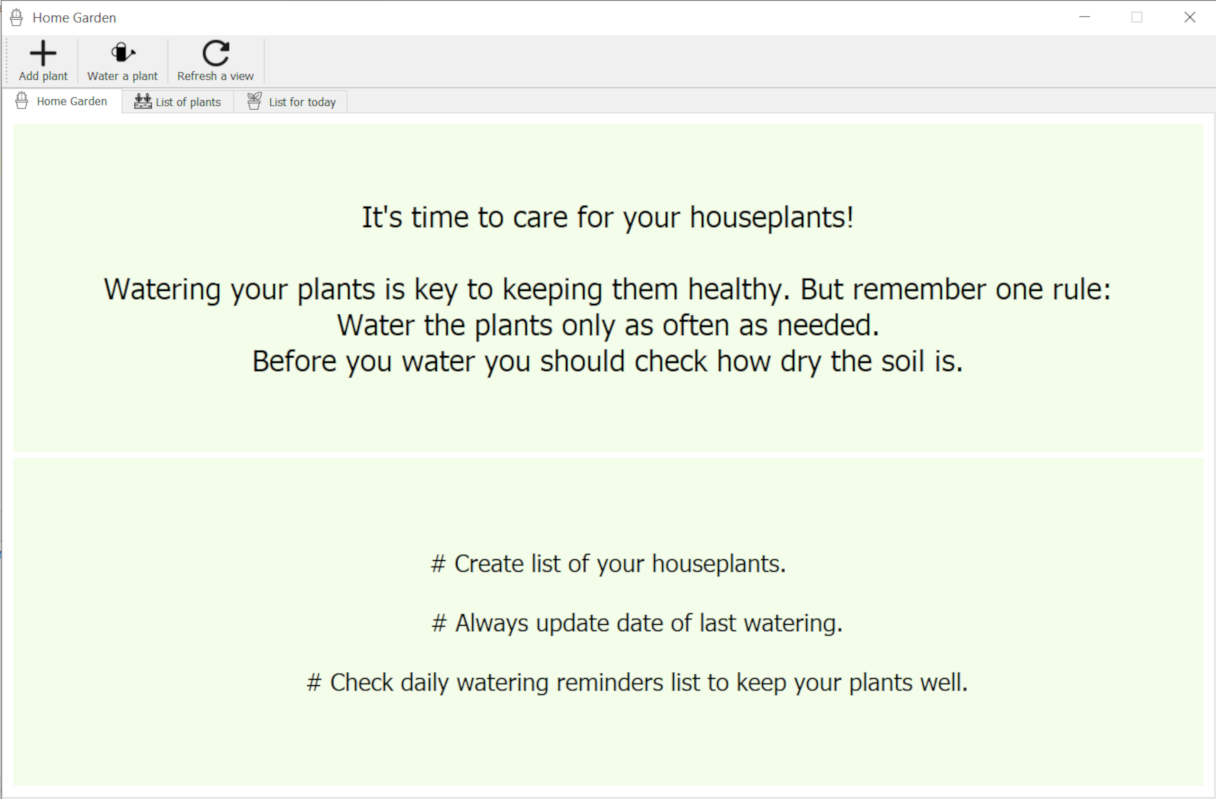 Home Garden
Add plant
Water a plant
Refresh a view
Home Garden
List of plants
List for today
It's time to care for your houseplants!
Watering your plants is key to keeping them healthy. But remember one rule:
Water the plants only as often as needed.
Before you water you should check how dry the soil is.
# Create list of your houseplants.
# Always update date of last watering.
# Check daily watering reminders list to keep your plants well.